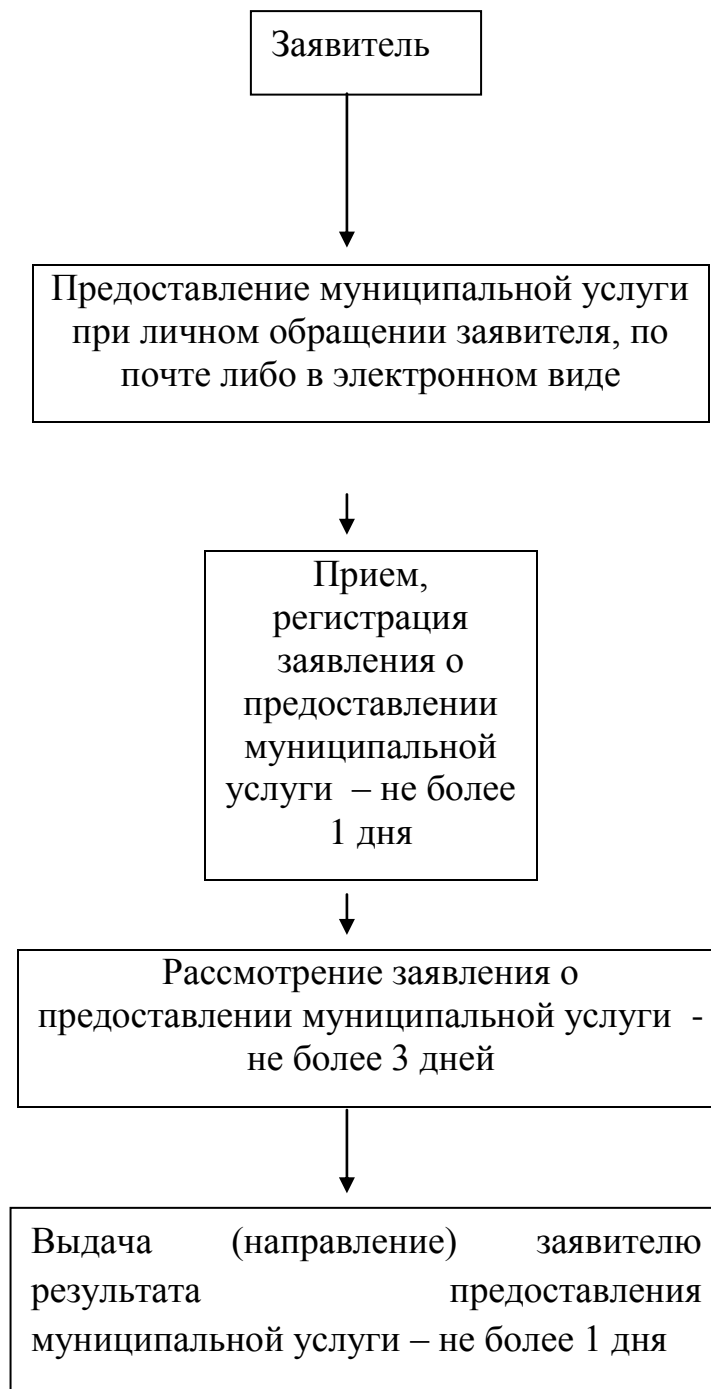 Заявитель
Предоставление муниципальной услуги
при личном обращении заявителя, по
почте либо в электронном виде
Прием,
регистрация
заявления о
предоставлении
муниципальной
услуги – не более
1 дня
Рассмотрение заявления о
предоставлении муниципальной услуги -
не более 3 дней
Выдача (направление) заявителю
результата предоставления
муниципальной услуги – не более 1 дня